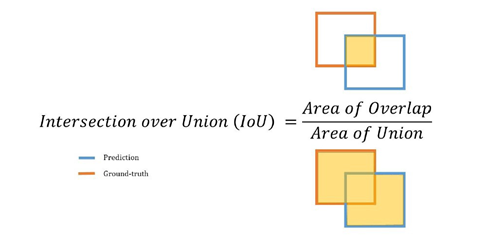 Intersection over Union (IoU) = Area of Overlap
Area of Union
Prediction
Ground-truth